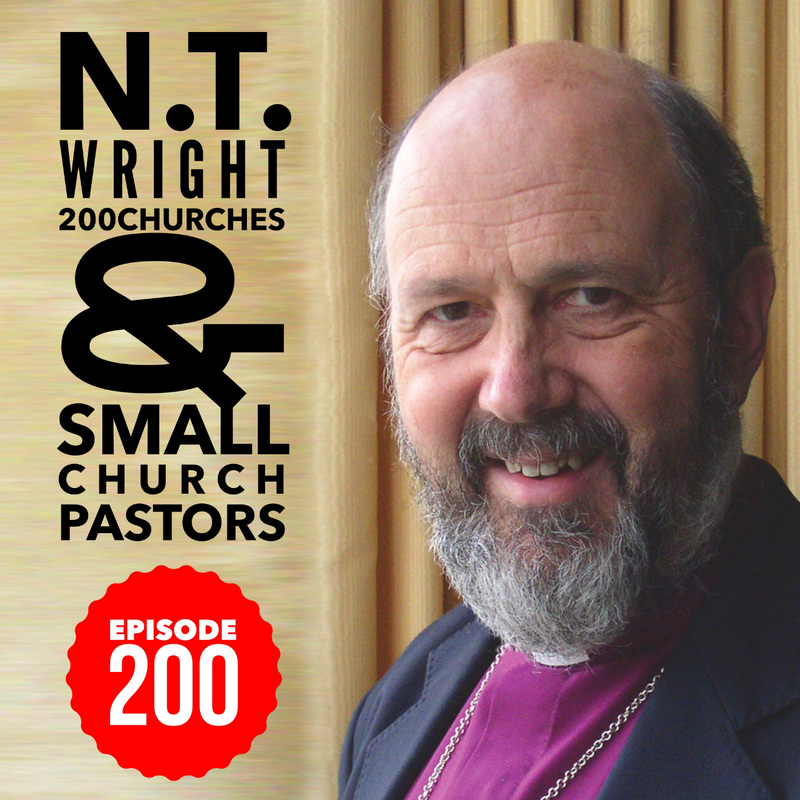 N.T.
WRIGHT
200CHURCHES
&
SMALL
CHURCH
PASTORS
EPISODE
200